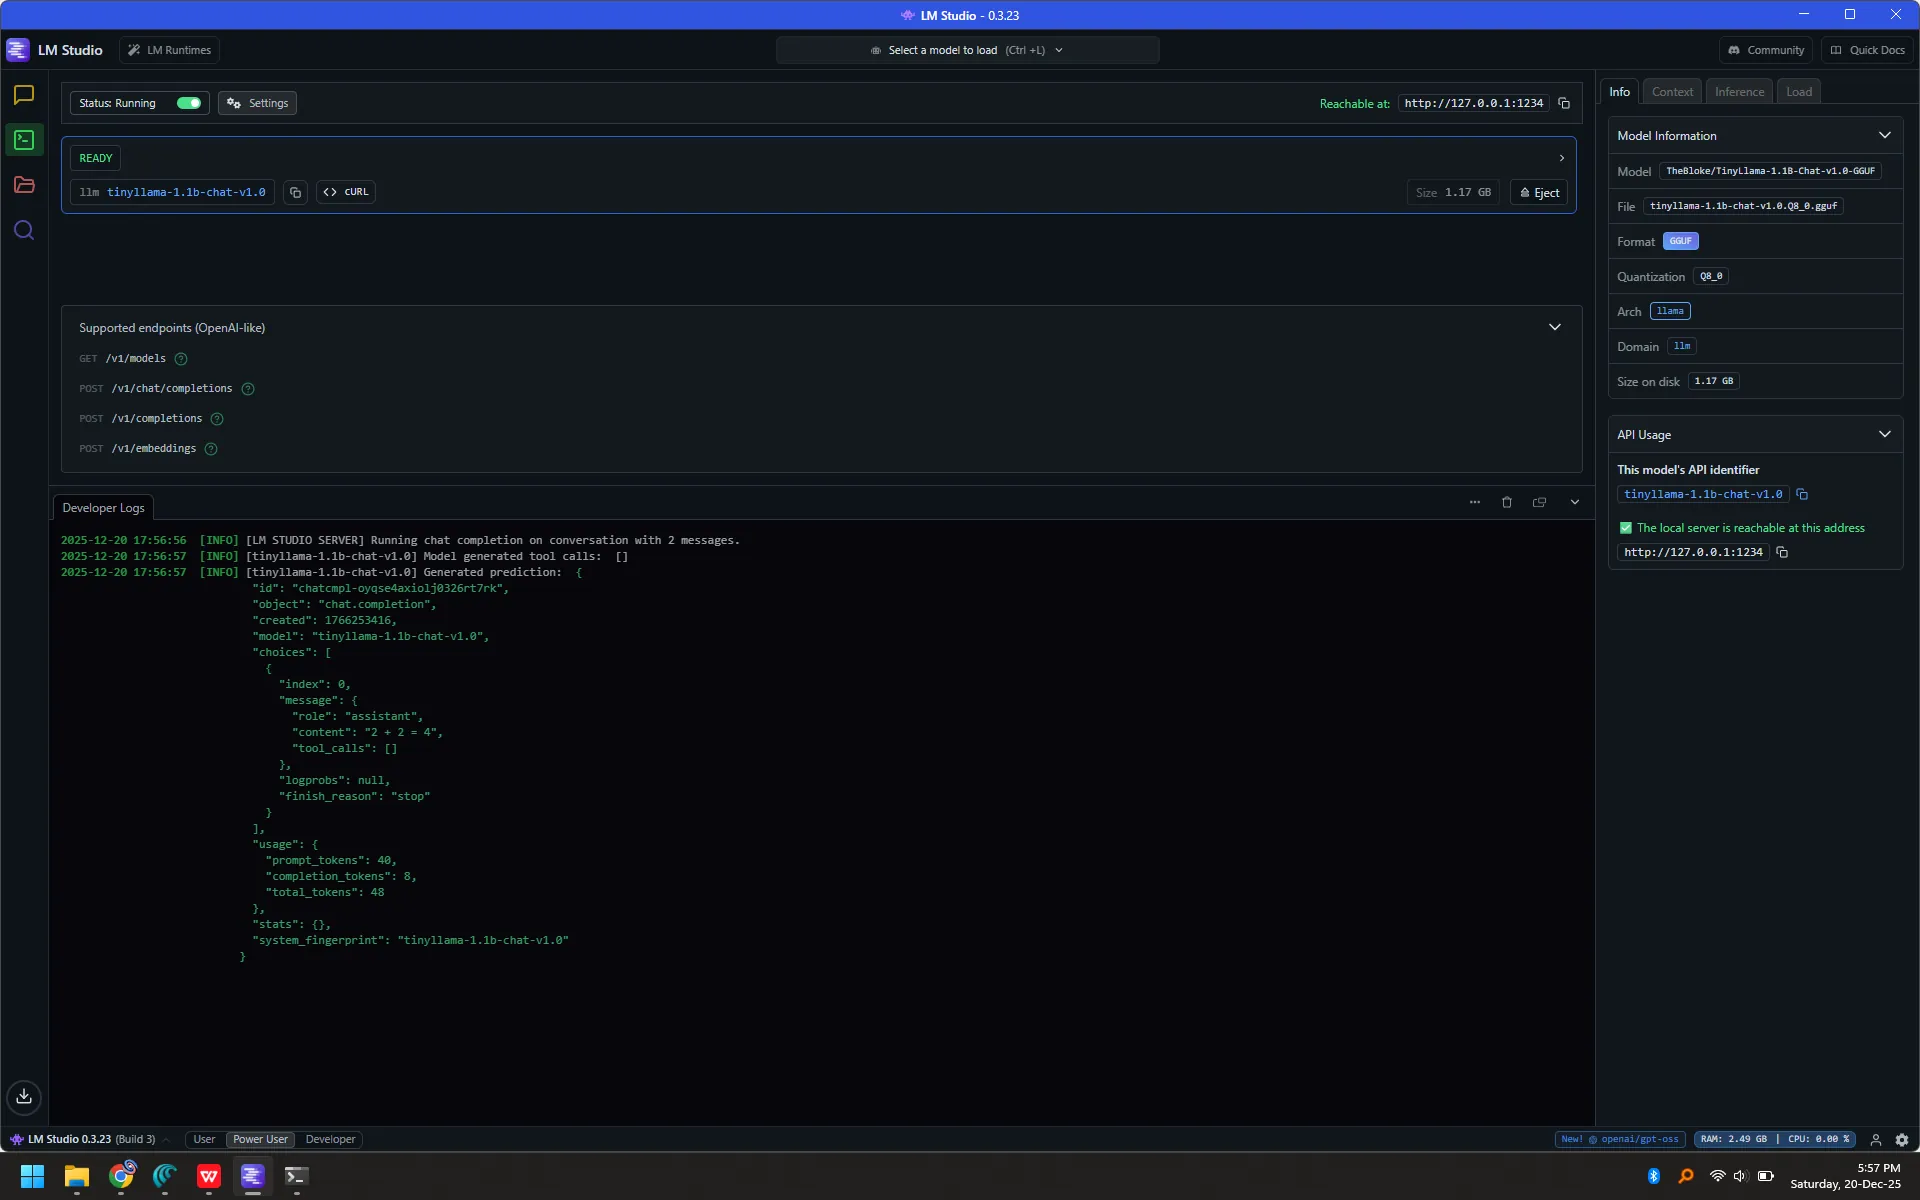 LM Studio - 0.3.23
LM Studio
LM Runtimes
Select a model to load (Ctrl +L)
Community
Quick Docs
Status: Running
Settings
Reachable at: http://127.0.0.1:1234
READY
llm tinyllama-1.1b-chat-v1.0
cURL
Size 1.17 GB
Eject
Supported endpoints (OpenAI-like)
GET /v1/models
POST /v1/chat/completions
POST /v1/completions
POST /v1/embeddings
Developer Logs
2025-12-20 17:56:56 [INFO] [LM STUDIO SERVER] Running chat completion on conversation with 2 messages.
2025-12-20 17:56:57 [INFO] [tinyllama-1.1b-chat-v1.0] Model generated tool calls: []
2025-12-20 17:56:57 [INFO] [tinyllama-1.1b-chat-v1.0] Generated prediction: {
"id": "chatcmpl-oyqse4axiolj0326rt7rk",
"object": "chat.completion",
"created": 1766253416,
"model": "tinyllama-1.1b-chat-v1.0",
"choices": [
{
"index": 0,
"message": {
"role": "assistant",
"content": "2 + 2 = 4",
"tool_calls": []
},
"logprobs": null,
"finish_reason": "stop"
}
],
"usage": {
"prompt_tokens": 40,
"completion_tokens": 8,
"total_tokens": 48
},
"stats": {},
"system_fingerprint": "tinyllama-1.1b-chat-v1.0"
}
Info
Context
Inference
Load
Model Information
Model TheBloke/TinyLlama-1.1B-Chat-v1.0-GGUF
File tinyllama-1.1b-chat-v1.0.Q8_0.gguf
Format GGUF
Quantization Q8_0
Arch llama
Domain llm
Size on disk 1.17 GB
API Usage
This model's API identifier
tinyllama-1.1b-chat-v1.0
The local server is reachable at this address
http://127.0.0.1:1234
LM Studio 0.3.23 (Build 3)
User
Power User
Developer
New! openai/gpt-oss
RAM: 2.49 GB | CPU: 0.00 %
5:57 PM
Saturday, 20-Dec-25